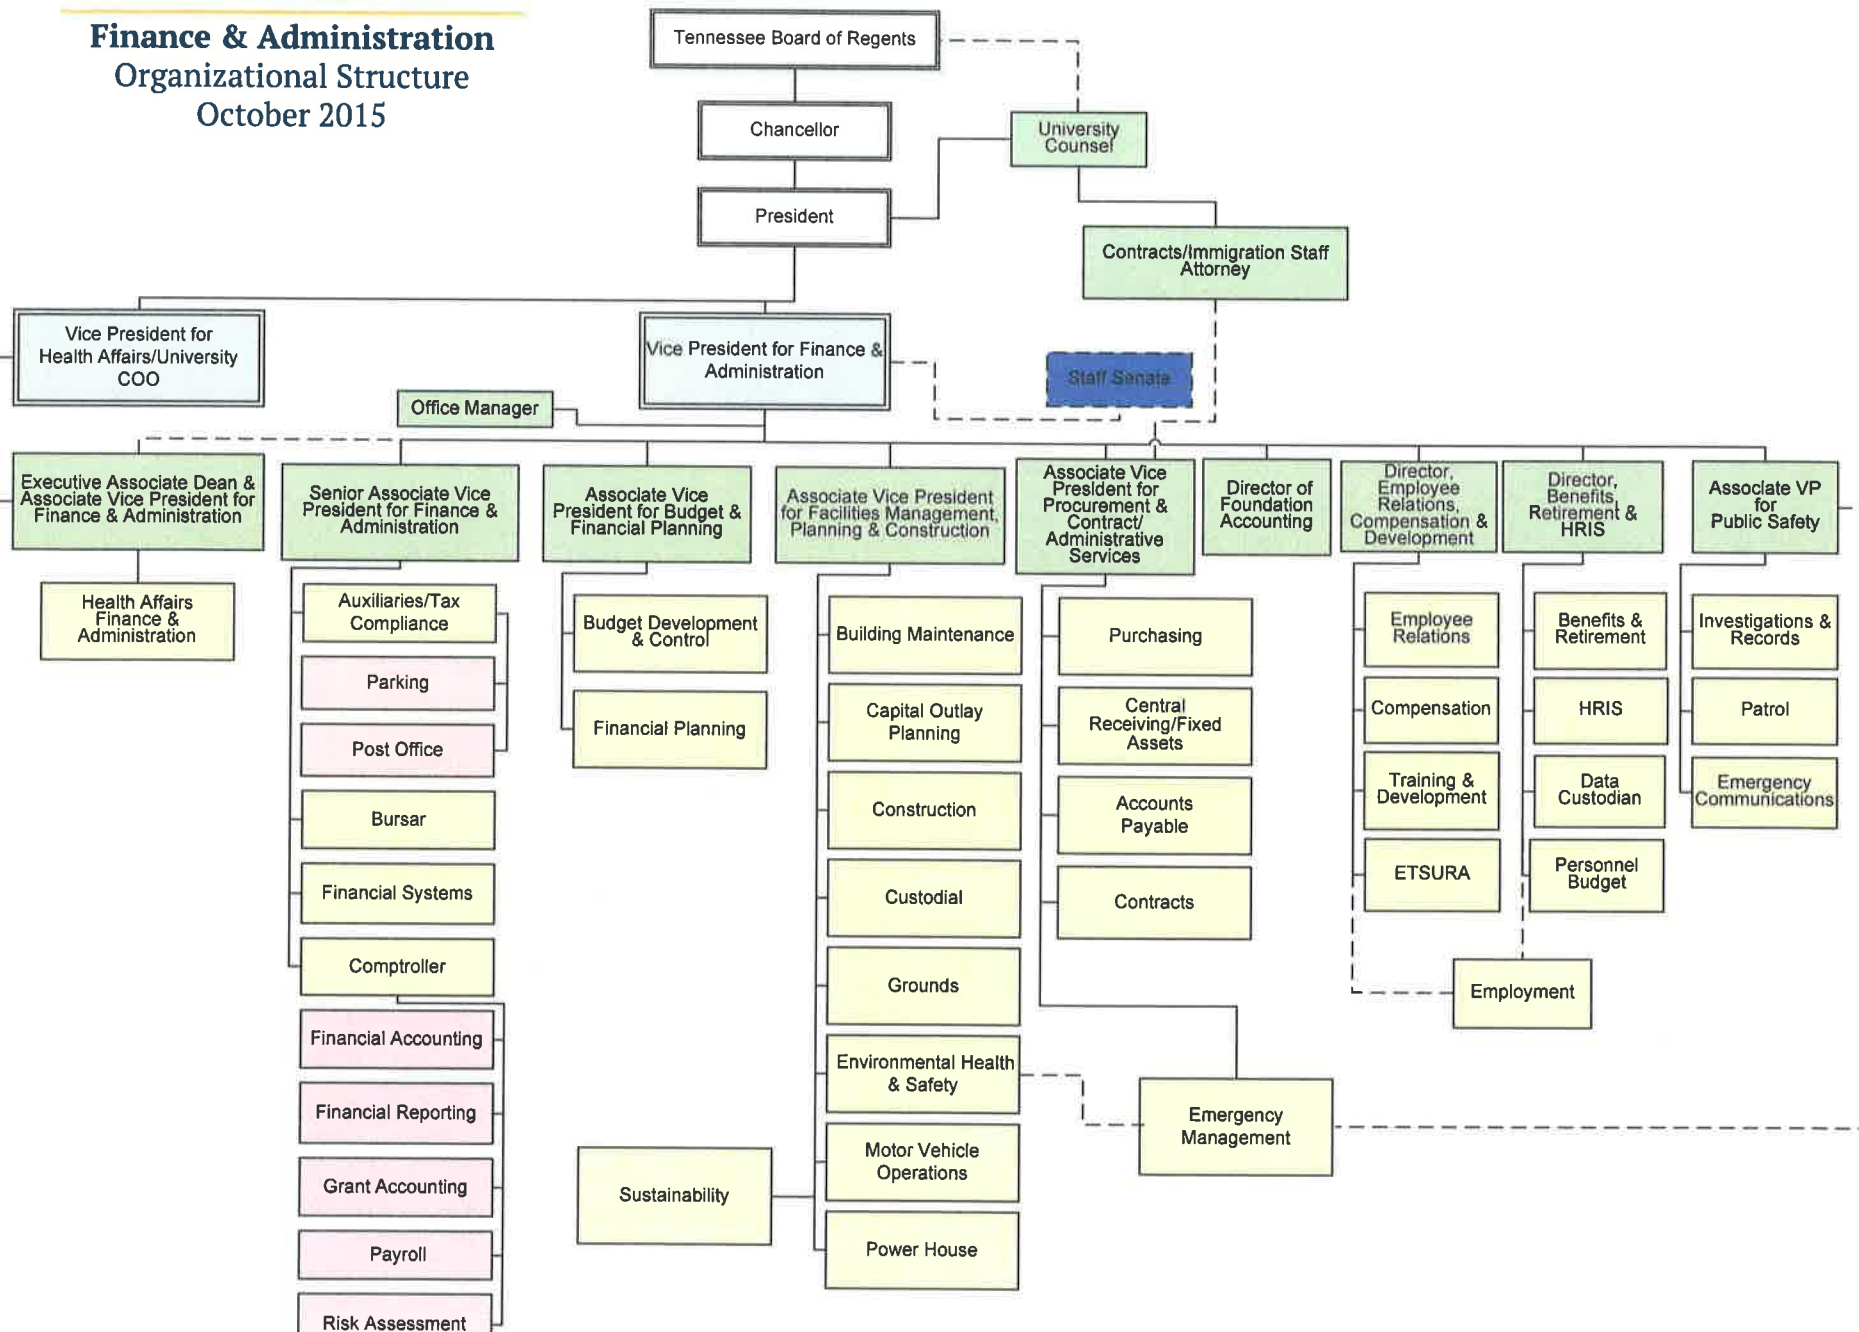 Finance & Administration
Organizational Structure
October 2015
Tennessee Board of Regents
Chancellor
University
Counsel
President
Contracts/Immigration Staff
Attorney
Vice President for
Health Affairs/University
COO
Vice President for Finance &
Administration
Staff Senate
Office Manager
Executive Associate Dean &
Associate Vice President for
Finance & Administration
Senior Associate Vice
President for Finance &
Administration
Associate Vice
President for Budget &
Financial Planning
Associate Vice President
for Facilities Management,
Planning & Construction
Associate Vice
President for
Procurement &
Contract/
Administrative
Services
Director of
Foundation
Accounting
Director,
Employee
Relations,
Compensation &
Development
Director,
Benefits,
Retirement &
HRIS
Associate VP
for
Public Safety
Health Affairs
Finance &
Administration
Auxiliaries/Tax
Compliance
Parking
Post Office
Bursar
Financial Systems
Comptroller
Financial Accounting
Financial Reporting
Grant Accounting
Payroll
Risk Assessment
Budget Development
& Control
Financial Planning
Building Maintenance
Capital Outlay
Planning
Construction
Custodial
Grounds
Environmental Health
& Safety
Motor Vehicle
Operations
Power House
Sustainability
Purchasing
Central
Receiving/Fixed
Assets
Accounts
Payable
Contracts
Emergency
Management
Employee
Relations
Compensation
Training &
Development
ETSURA
Benefits &
Retirement
HRIS
Data
Custodian
Personnel
Budget
Employment
Investigations &
Records
Patrol
Emergency
Communications